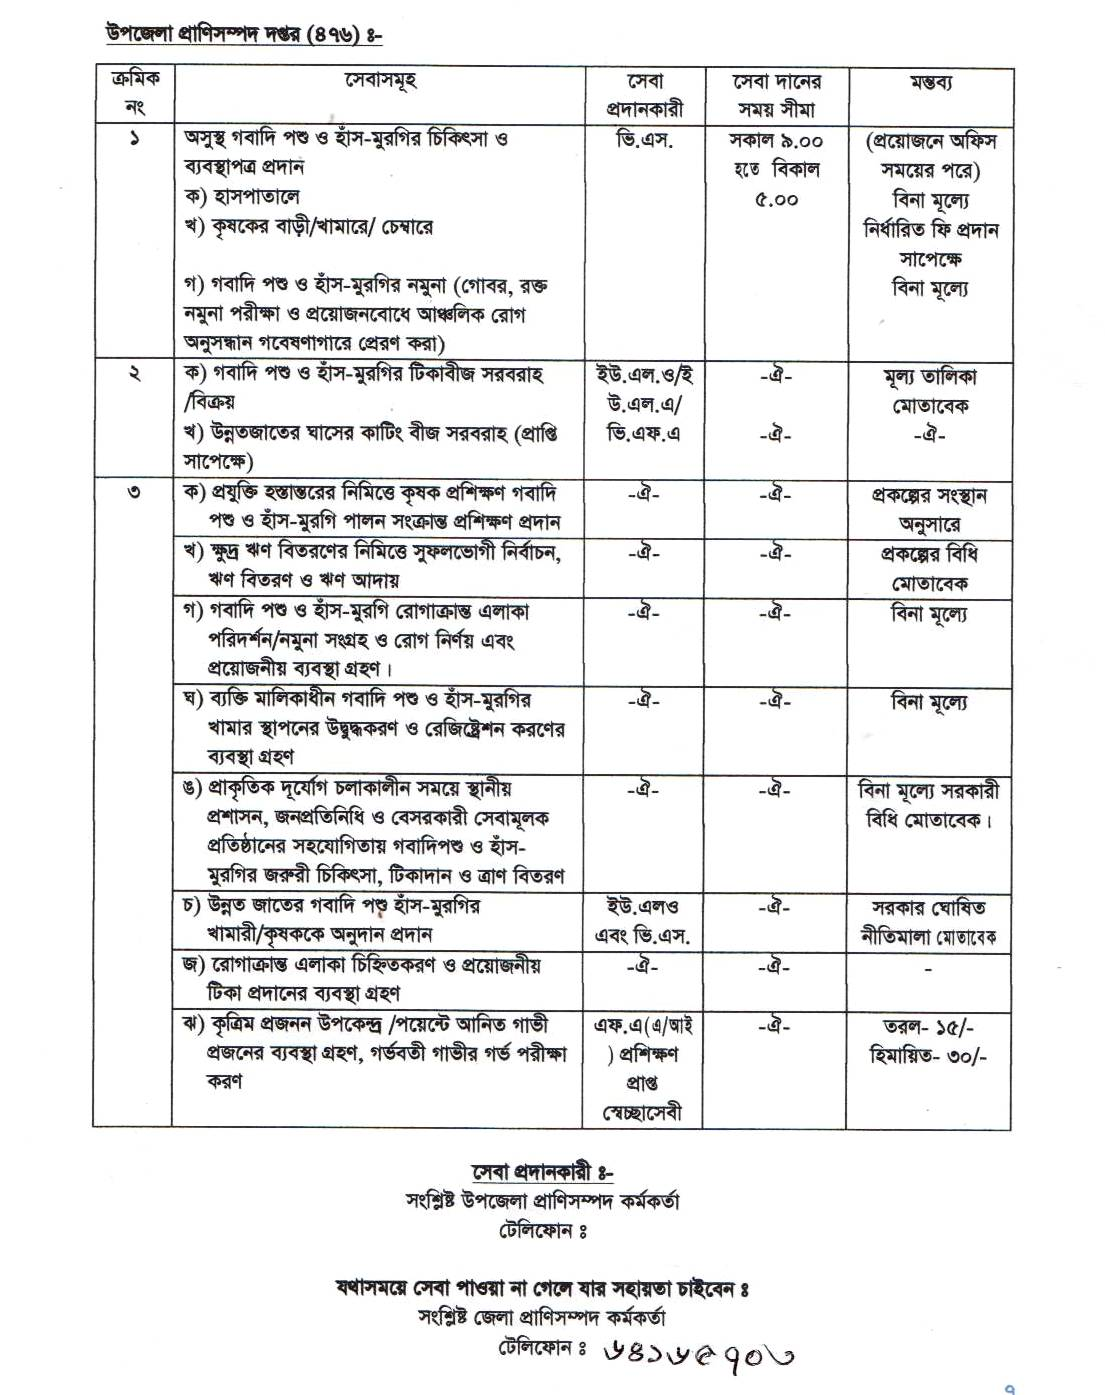 উপজেলা প্রাণিসম্পদ দপ্তর (৪৭৬) ঃ-
ক্রমিক নং
সেবাসমূহ
সেবা প্রদানকারী
সেবা দানের সময় সীমা
মন্তব্য
১
অসুস্থ গবাদি পশু ও হাঁস-মুরগির চিকিৎসা ও
ব্যবস্থাপত্র প্রদান
ক) হাসপাতালে
খ) কৃষকের বাড়ী/খামারে/ চেম্বারে
গ) গবাদি পশু ও হাঁস-মুরগির নমুনা (গোবর, রক্ত
নমুনা পরীক্ষা ও প্রয়োজনবোধে আঞ্চলিক রোগ
অনুসন্ধান গবেষণাগারে প্রেরণ করা)
ভি.এস.
সকাল ৯.০০
হতে বিকাল
৫.০০
(প্রয়োজনে অফিস
সময়ের পরে)
বিনা মূল্যে
নির্ধারিত ফি প্রদান
সাপেক্ষে
বিনা মূল্যে
২
ক) গবাদি পশু ও হাঁস-মুরগির টিকাবীজ সরবরাহ
/বিক্রয়
খ) উন্নতজাতের ঘাসের কাটিং বীজ সরবরাহ (প্রাপ্তি
সাপেক্ষে)
ইউ.এল.ও/ই
উ.এল.এ/
ভি.এফ.এ
-ঐ-
-ঐ-
মূল্য তালিকা
মোতাবেক
-ঐ-
৩
ক) প্রযুক্তি হস্তান্তরের নিমিত্তে কৃষক প্রশিক্ষণ গবাদি
পশু ও হাঁস-মুরগি পালন সংক্রান্ত প্রশিক্ষণ প্রদান
-ঐ-
-ঐ-
প্রকল্পের সংস্থান
অনুসারে
খ) ক্ষুদ্র ঋণ বিতরণের নিমিত্তে সুফলভোগী নির্বাচন,
ঋণ বিতরণ ও ঋণ আদায়
-ঐ-
-ঐ-
প্রকল্পের বিধি
মোতাবেক
গ) গবাদি পশু ও হাঁস-মুরগি রোগাক্রান্ত এলাকা
পরিদর্শন/নমুনা সংগ্রহ ও রোগ নির্ণয় এবং
প্রয়োজনীয় ব্যবস্থা গ্রহণ।
-ঐ-
-ঐ-
বিনা মূল্যে
ঘ) ব্যক্তি মালিকাধীন গবাদি পশু ও হাঁস-মুরগির
খামার স্থাপনের উদ্বুদ্ধকরণ ও রেজিষ্ট্রেশন করণের
ব্যবস্থা গ্রহণ
-ঐ-
-ঐ-
বিনা মূল্যে
ঙ) প্রাকৃতিক দূর্যোগ চলাকালীন সময়ে স্থানীয়
প্রশাসন, জনপ্রতিনিধি ও বেসরকারী সেবামূলক
প্রতিষ্ঠানের সহযোগিতায় গবাদিপশু ও হাঁস-
মুরগির জরুরী চিকিৎসা, টিকাদান ও ত্রাণ বিতরণ
-ঐ-
-ঐ-
বিনা মূল্যে সরকারী
বিধি মোতাবেক।
চ) উন্নত জাতের গবাদি পশু হাঁস-মুরগির
খামারী/কৃষককে অনুদান প্রদান
ইউ.এলও
এবং ভি.এস.
-ঐ-
সরকার ঘোষিত
নীতিমালা মোতাবেক
জ) রোগাক্রান্ত এলাকা চিহ্নিতকরণ ও প্রয়োজনীয়
টিকা প্রদানের ব্যবস্থা গ্রহণ
-ঐ-
-ঐ-
-
ঝ) কৃত্রিম প্রজনন উপকেন্দ্র /পয়েন্টে আনিত গাভী
প্রজনের ব্যবস্থা গ্রহণ, গর্ভবতী গাভীর গর্ভ পরীক্ষা
করণ
এফ.এ(এ/আই
) প্রশিক্ষণ
প্রাপ্ত
স্বেচ্ছাসেবী
-ঐ-
তরল- ১৫/-
হিমায়িত- ৩০/-
সেবা প্রদানকারী ঃ-
সংশ্লিষ্ট উপজেলা প্রাণিসম্পদ কর্মকর্তা
টেলিফোন ঃ
যথাসময়ে সেবা পাওয়া না গেলে যার সহায়তা চাইবেন ঃ
সংশ্লিষ্ট জেলা প্রাণিসম্পদ কর্মকর্তা
টেলিফোন ঃ ৬৪১৬৫৭০৬
৭